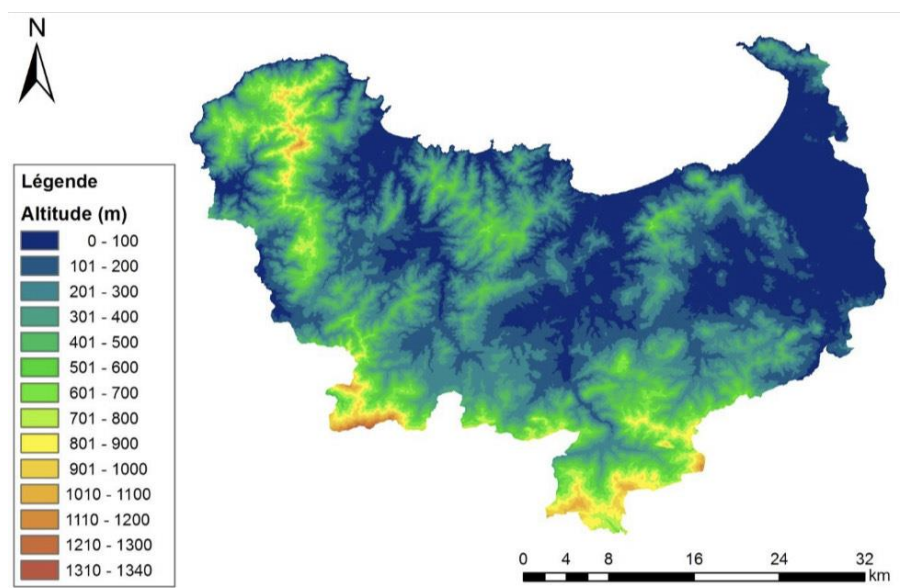 N
Légende
Altitude (m)
0 - 100
101 - 200
201 - 300
301 - 400
401 - 500
501 - 600
601 - 700
701 - 800
801 - 900
901 - 1000
1010 - 1100
1110 - 1200
1210 - 1300
1310 - 1340
0 4 8 16 24 32
km